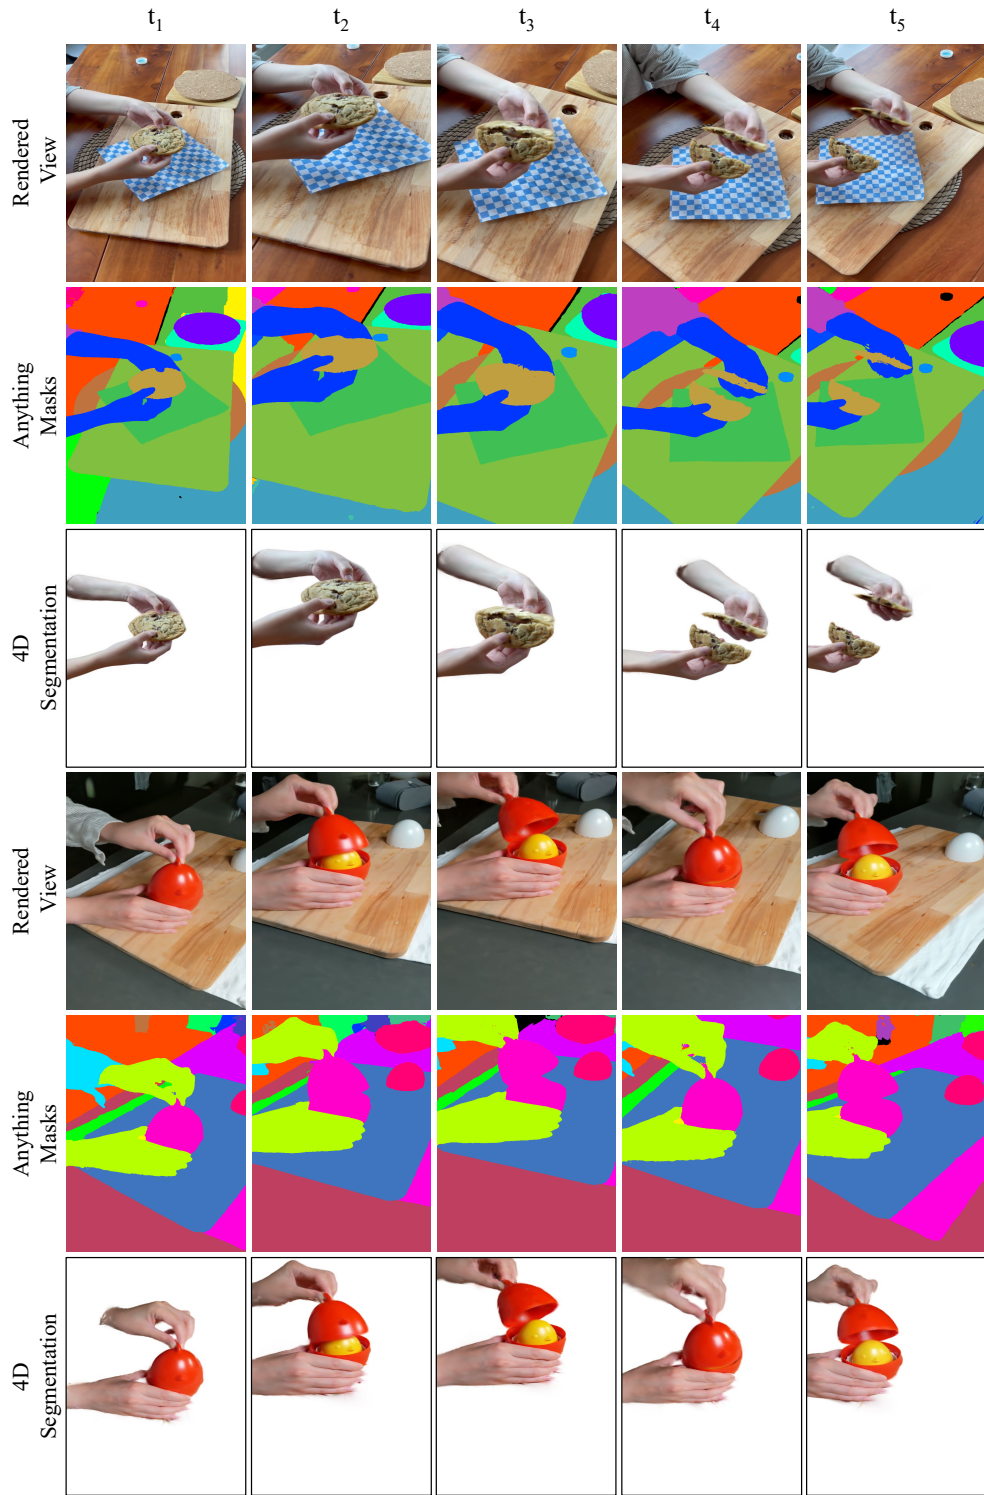 t1 t2 t3 t4 t5
Rendered
View
Anything
Masks
4D
Segmentation
Rendered
View
Anything
Masks
4D
Segmentation